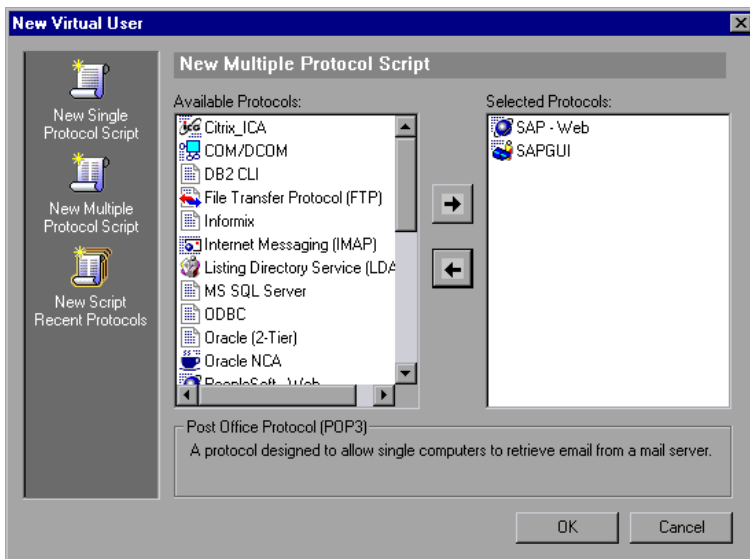 New Virtual User
New Single
Protocol Script
New Multiple
Protocol Script
New Script
Recent Protocols
New Multiple Protocol Script
Available Protocols:
Citrix_ICA
COM/DCOM
DB2 CLI
File Transfer Protocol (FTP)
Informix
Internet Messaging (IMAP)
Listing Directory Service (LDA
MS SQL Server
ODBC
Oracle (2-Tier)
Oracle NCA
PeopleSoft - Web
Selected Protocols:
SAP - Web
SAPGUI
Post Office Protocol (POP3)
A protocol designed to allow single computers to retrieve email from a mail server.
OK
Cancel